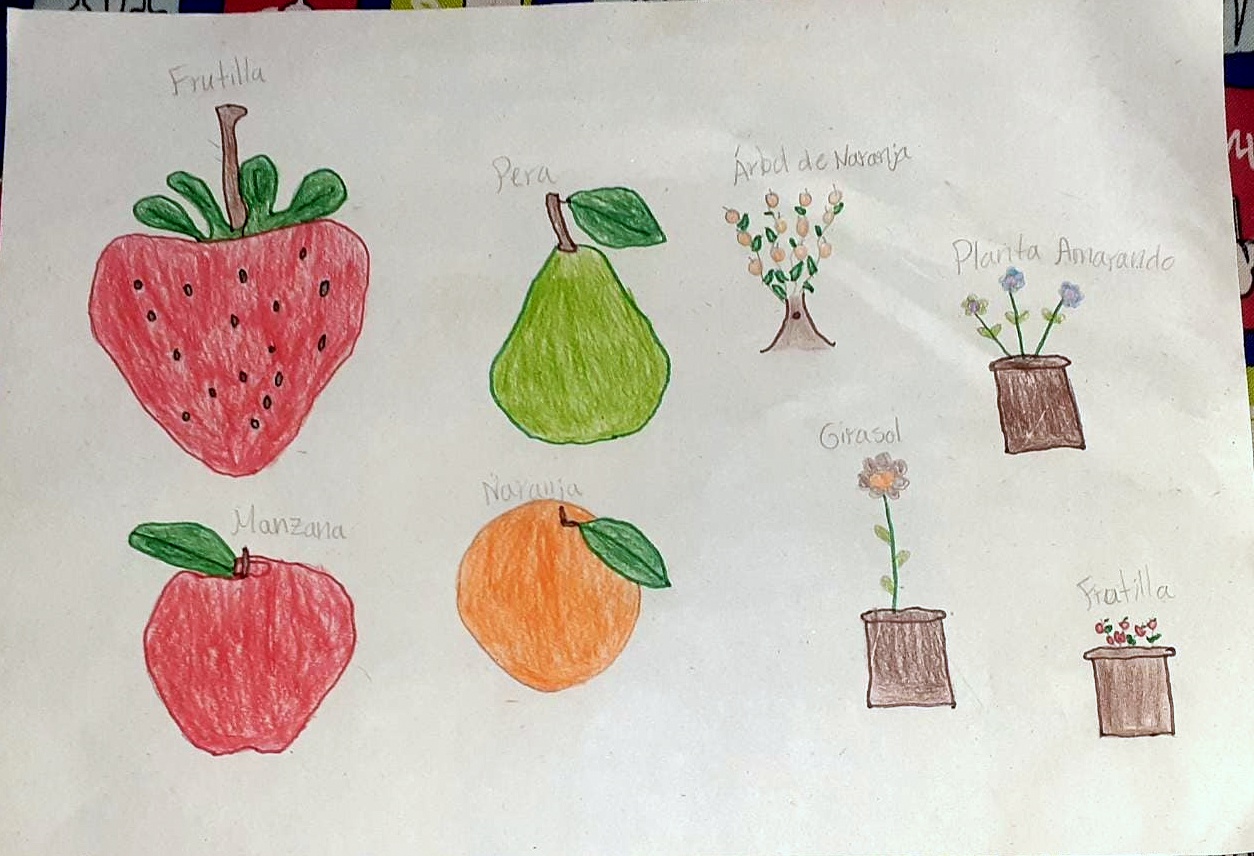 Frutilla
Pera
Árbol de Naranja
Planta Amarando
Girasol
Manzana
Naranja
Frutilla